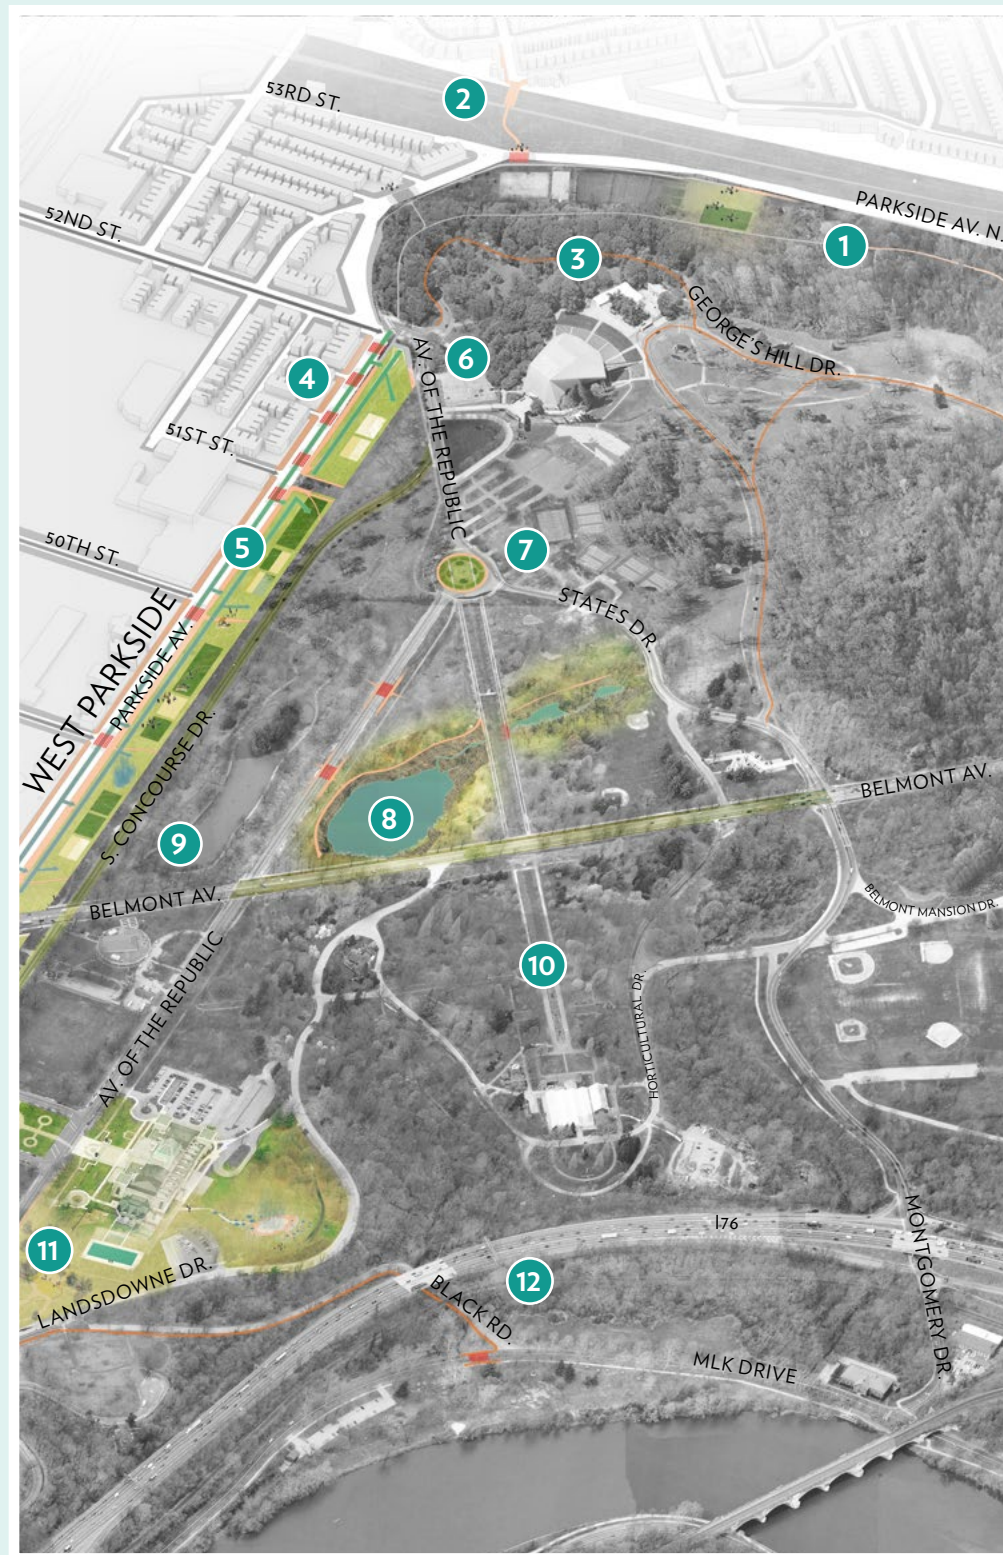 2
53RD ST.
PARKSIDE AV. N.
52ND ST.
1
3
GEORGE'S HILL DR.
AV. OF THE REPUBLIC
6
4
51ST ST.
5
7
50TH ST.
STATES DR.
WEST PARKSIDE
PARKSIDE AV.
S. CONCOURSE DR.
BELMONT AV.
8
9
BELMONT AV.
BELMONT MANSION DR.
10
AV. OF THE REPUBLIC
HORTICULTURAL DR.
I76
MONTGOMERY DR.
11
LANDSDOWNE DR.
12
BLACK RD.
MLK DRIVE